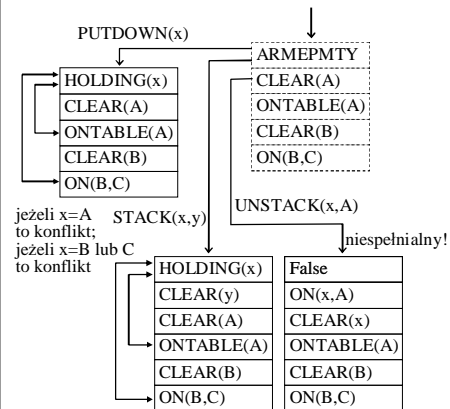 PUTDOWN(x)
ARMEPMTY
CLEAR(A)
ONTABLE(A)
CLEAR(B)
ON(B,C)
HOLDING(x)
CLEAR(A)
ONTABLE(A)
CLEAR(B)
ON(B,C)
jeżeli x=A
to konflikt;
jeżeli x=B lub C
to konflikt
STACK(x,y)
UNSTACK(x,A)
niespełnialny!
HOLDING(x)
CLEAR(y)
CLEAR(A)
ONTABLE(A)
CLEAR(B)
ON(B,C)
False
ON(x,A)
CLEAR(x)
ONTABLE(A)
CLEAR(B)
ON(B,C)